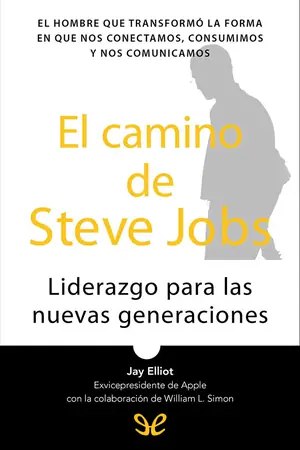 EL HOMBRE QUE TRANSFORMÓ LA FORMA
EN QUE NOS CONECTAMOS, CONSUMIMOS
Y NOS COMUNICAMOS
El camino
de
Steve Jobs
Liderazgo para las
nuevas generaciones
Jay Elliot
Exvicepresidente de Apple
con la colaboración de William L. Simon